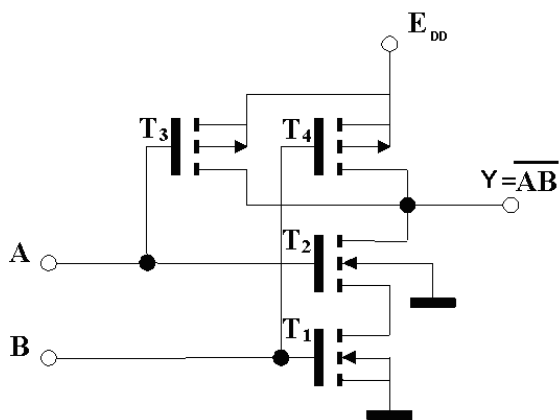 E_DD
T₃
T₄
Y = \overline{AB}
T₂
A
T₁
B